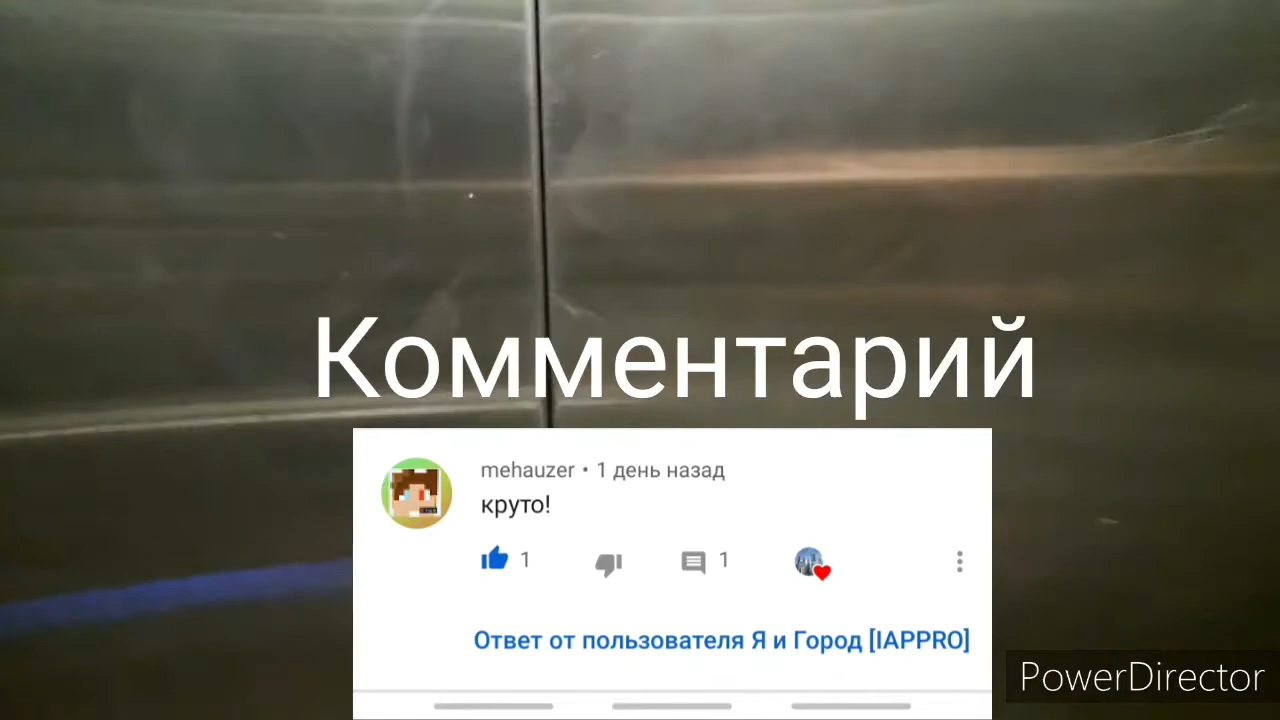 Комментарий
mehauzer • 1 день назад
круто!
1
1
Ответ от пользователя Я и Город [IAPPRO]
PowerDirector